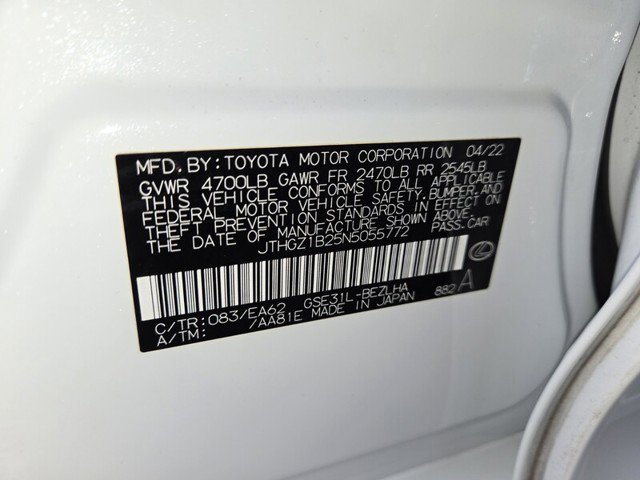 MFD. BY: TOYOTA MOTOR CORPORATION 04/22
GVWR 4700LB GAWR FR 2470LB RR 2545LB
THIS VEHICLE CONFORMS TO ALL APPLICABLE
FEDERAL MOTOR VEHICLE SAFETY, BUMPER, AND
THEFT PREVENTION STANDARDS IN EFFECT ON
THE DATE OF MANUFACTURE SHOWN ABOVE.
JTHGZ1B25N5055772 PASS.CAR
C/TR: 083/EA62 GSE31L-BEZLHA 882 A
A/TM: /AA81E MADE IN JAPAN